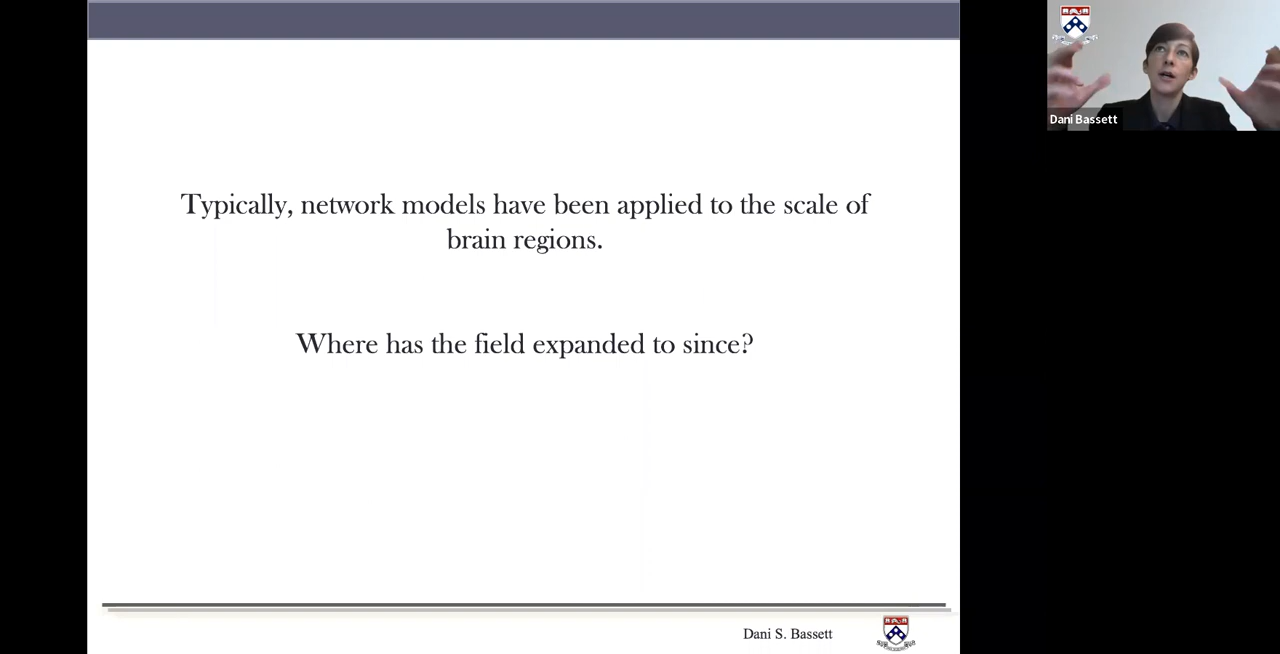 Typically, network models have been applied to the scale of
brain regions.
Where has the field expanded to since?
Dani S. Bassett
Dani Bassett